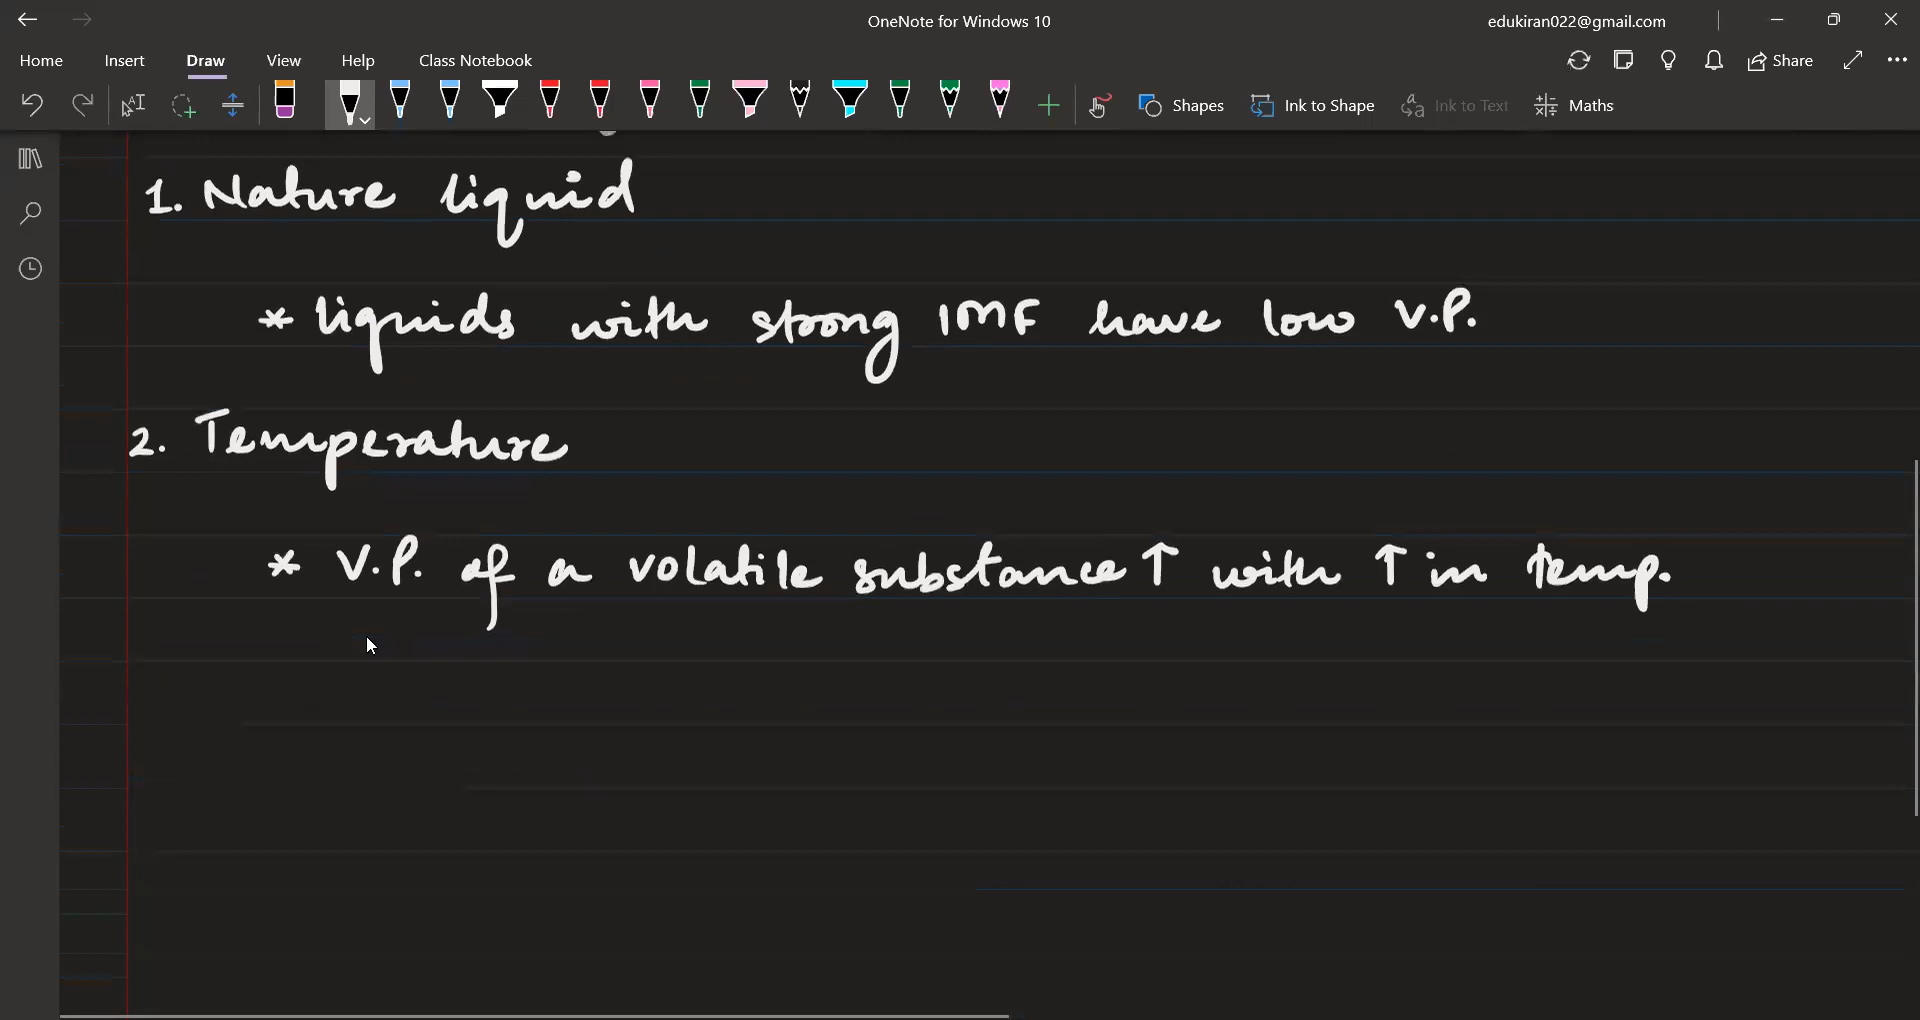 OneNote for Windows 10
edukiran022@gmail.com
Home Insert Draw View Help Class Notebook
Share
Shapes Ink to Shape Ink to Text Maths
1. Nature liquid
* liquids with strong IMF have low V.P.
2. Temperature
* V.P. of a volatile substance ↑ with ↑ in temp.